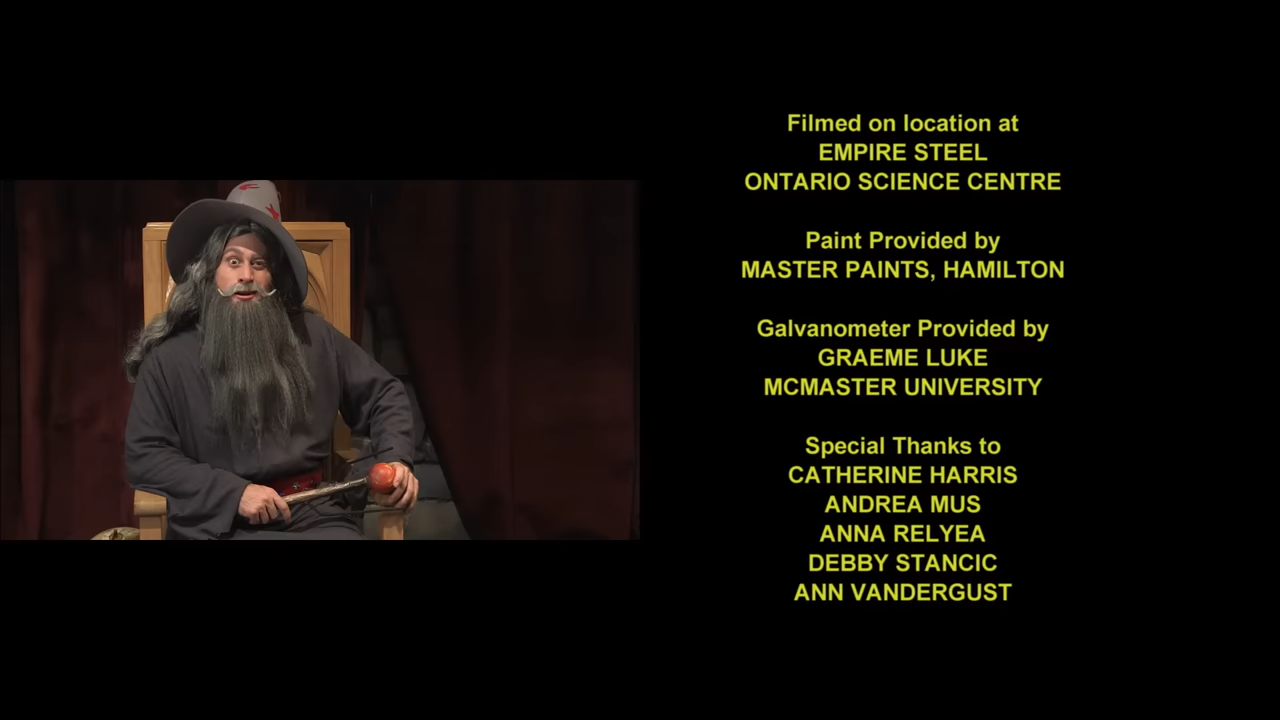 Filmed on location at
EMPIRE STEEL
ONTARIO SCIENCE CENTRE
Paint Provided by
MASTER PAINTS, HAMILTON
Galvanometer Provided by
GRAEME LUKE
MCMASTER UNIVERSITY
Special Thanks to
CATHERINE HARRIS
ANDREA MUS
ANNA RELYEA
DEBBY STANCIC
ANN VANDERGUST